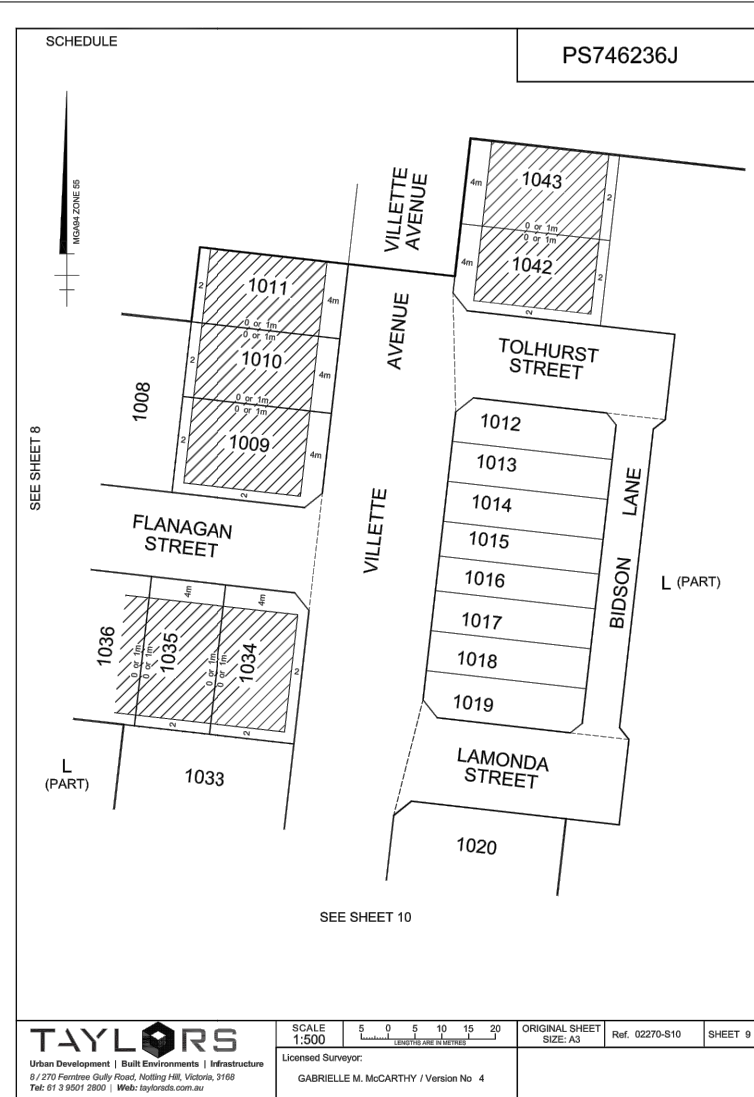 SCHEDULE
PS746236J
MGA94 ZONE 55
VILLETTE
AVENUE
4m
1043
2
0 or 1m
0 or 1m
4m
1042
2
2
2
1011
4m
0 or 1m
0 or 1m
2
1010
4m
0 or 1m
0 or 1m
2
1009
4m
2
1008
AVENUE
TOLHURST
STREET
SEE SHEET 8
VILLETTE
1012
1013
1014
1015
1016
1017
1018
1019
LANE
BIDSON
L (PART)
FLANAGAN
STREET
4m
4m
1036
0 or 1m
0 or 1m
1035
0 or 1m
0 or 1m
1034
2
2
2
L
(PART)
1033
LAMONDA
STREET
1020
SEE SHEET 10
TAYLORS
Urban Development | Built Environments | Infrastructure
8 / 270 Ferntree Gully Road, Notting Hill, Victoria, 3168
Tel: 61 3 9501 2800 | Web: taylorsds.com.au
SCALE
1:500
5 0 5 10 15 20
LENGTHS ARE IN METRES
ORIGINAL SHEET
SIZE: A3
Ref. 02270-S10
SHEET 9
Licensed Surveyor:
GABRIELLE M. McCARTHY / Version No 4